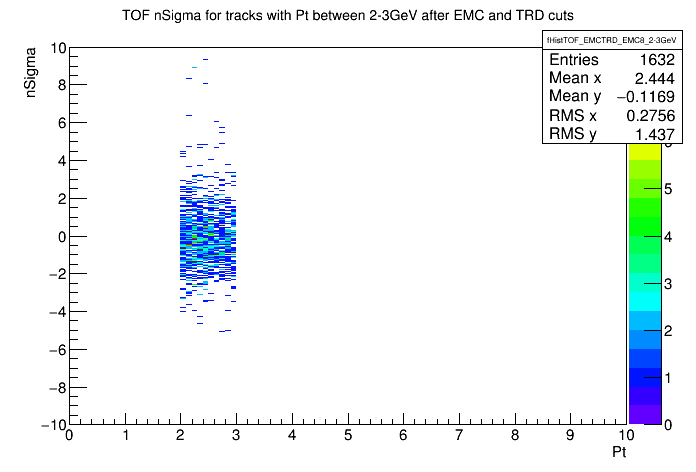 TOF nSigma for tracks with Pt between 2-3GeV after EMC and TRD cuts
fHistTOF_EMCTRD_EMC8_2-3GeV
Entries 1632
Mean x 2.444
Mean y −0.1169
RMS x 0.2756
RMS y 1.437
nSigma
10
8
6
4
2
0
−2
−4
−6
−8
−10
0 1 2 3 4 5 6 7 8 9 10
Pt
5
4
3
2
1
0